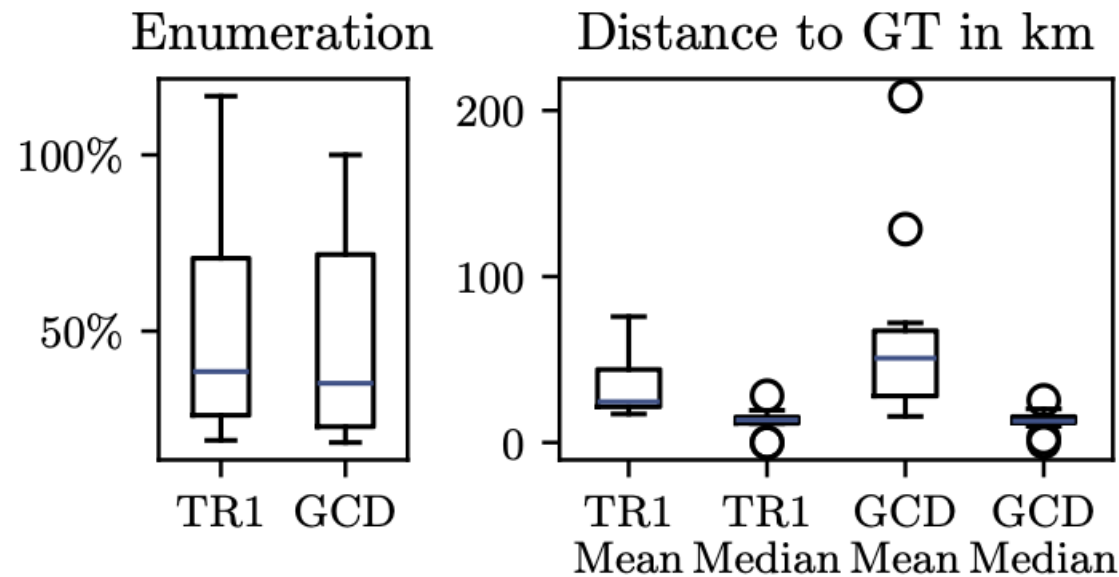 Enumeration
100%
50%
TR1 GCD
Distance to GT in km
200
100
0
TR1 TR1 GCD GCD
Mean Median Mean Median